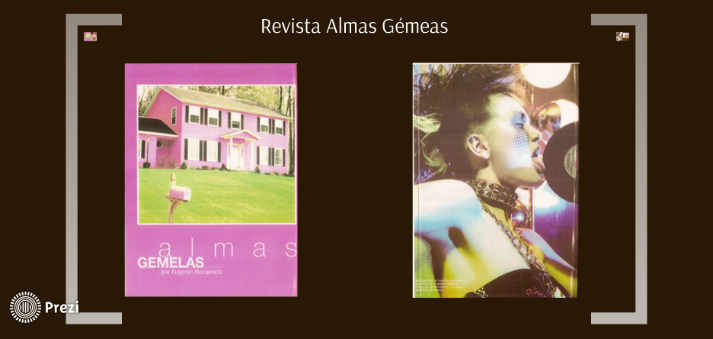 Revista Almas Gémeas
almas
GEMELAS
por Eugenio Recuenco
Prezi